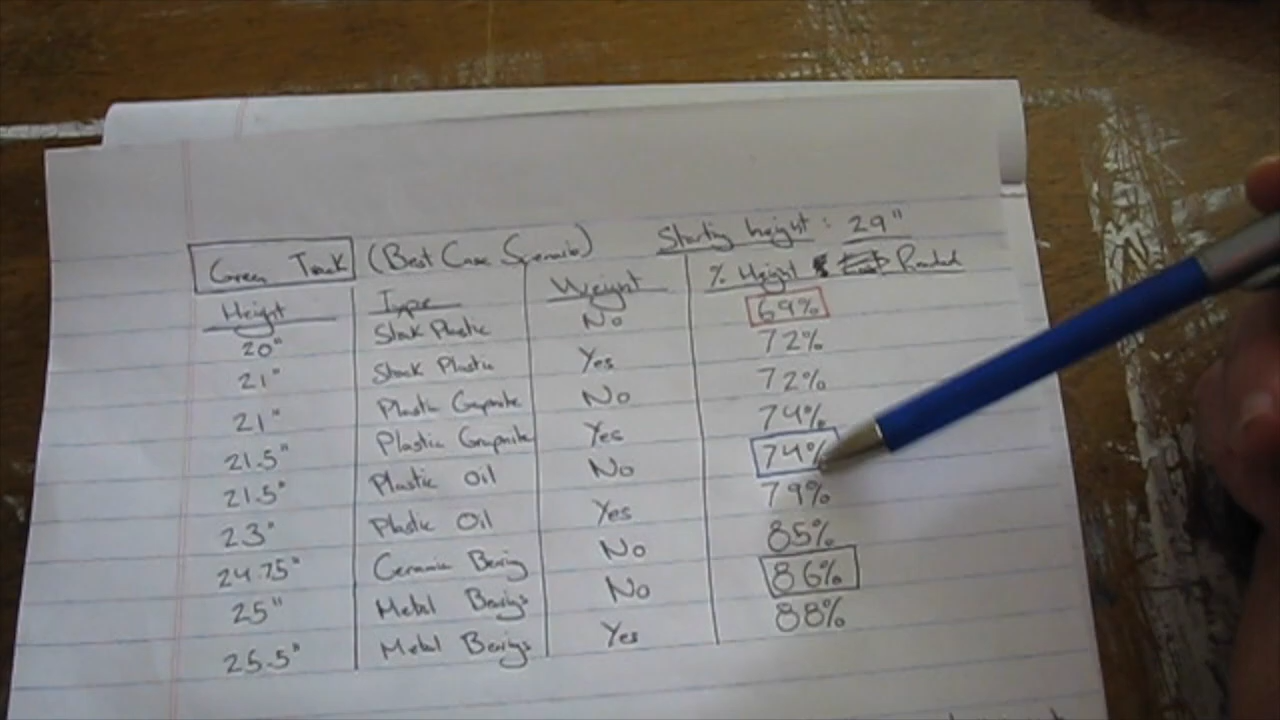 Starting height : 29"
Green Track (Best Case Scenario)
Height Type Weight % Height Rounded
20" Stock Plastic No 69%
21" Stock Plastic Yes 72%
21" Plastic Graphite No 72%
21.5" Plastic Graphite Yes 74%
21.5" Plastic Oil No 74%
23" Plastic Oil Yes 79%
24.75" Ceramic Bearing No 85%
25" Metal Bearings No 86%
25.5" Metal Bearings Yes 88%